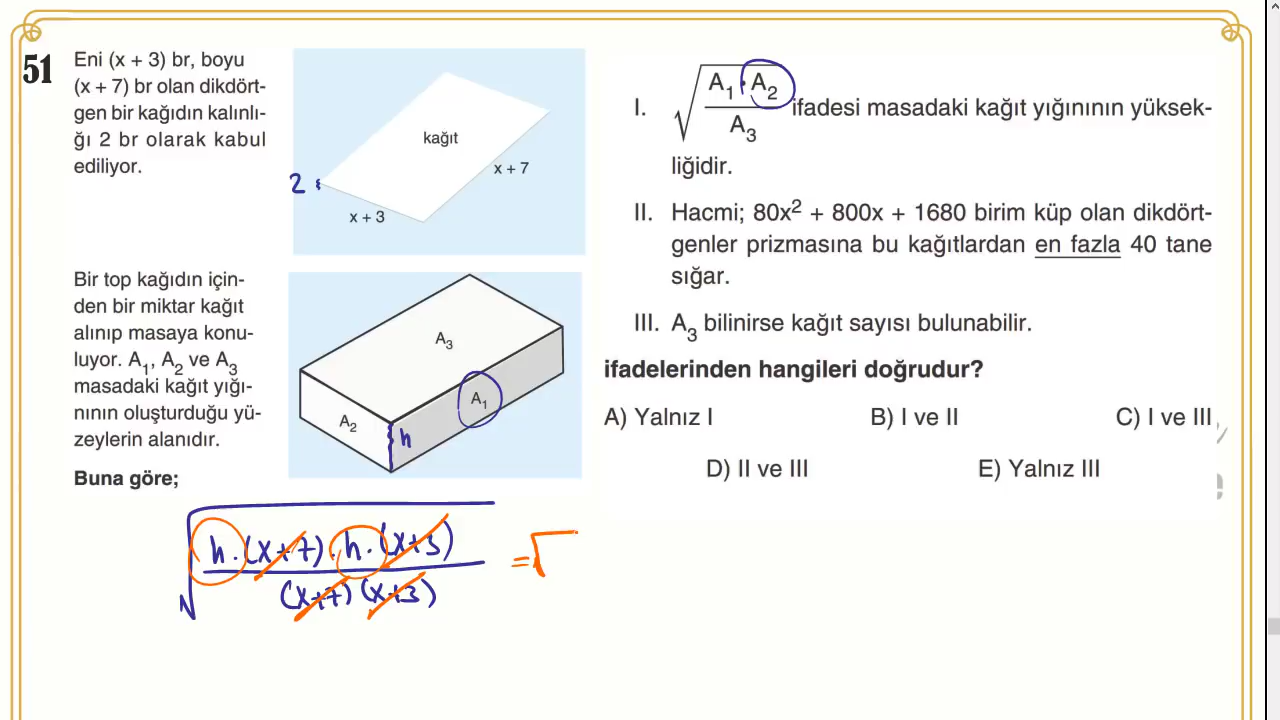 51
Eni (x + 3) br, boyu
(x + 7) br olan dikdört-
gen bir kağıdın kalınlı-
ğı 2 br olarak kabul
ediliyor.
kağıt
x + 7
2
x + 3
Bir top kağıdın için-
den bir miktar kağıt
alınıp masaya konu-
luyor. A₁, A₂ ve A₃
masadaki kağıt yığı-
nının oluşturduğu yü-
zeylerin alanıdır.
A₃
A₁
A₂
h
Buna göre;
I. √(A₁ · A₂ / A₃) ifadesi masadaki kağıt yığınının yüksek-
liğidir.
II. Hacmi; 80x² + 800x + 1680 birim küp olan dikdört-
genler prizmasına bu kağıtlardan en fazla 40 tane
sığar.
III. A₃ bilinirse kağıt sayısı bulunabilir.
ifadelerinden hangileri doğrudur?
A) Yalnız I B) I ve II C) I ve III
D) II ve III E) Yalnız III
√(h · (x+7) · h · (x+3) / (x+7) (x+3)) = √